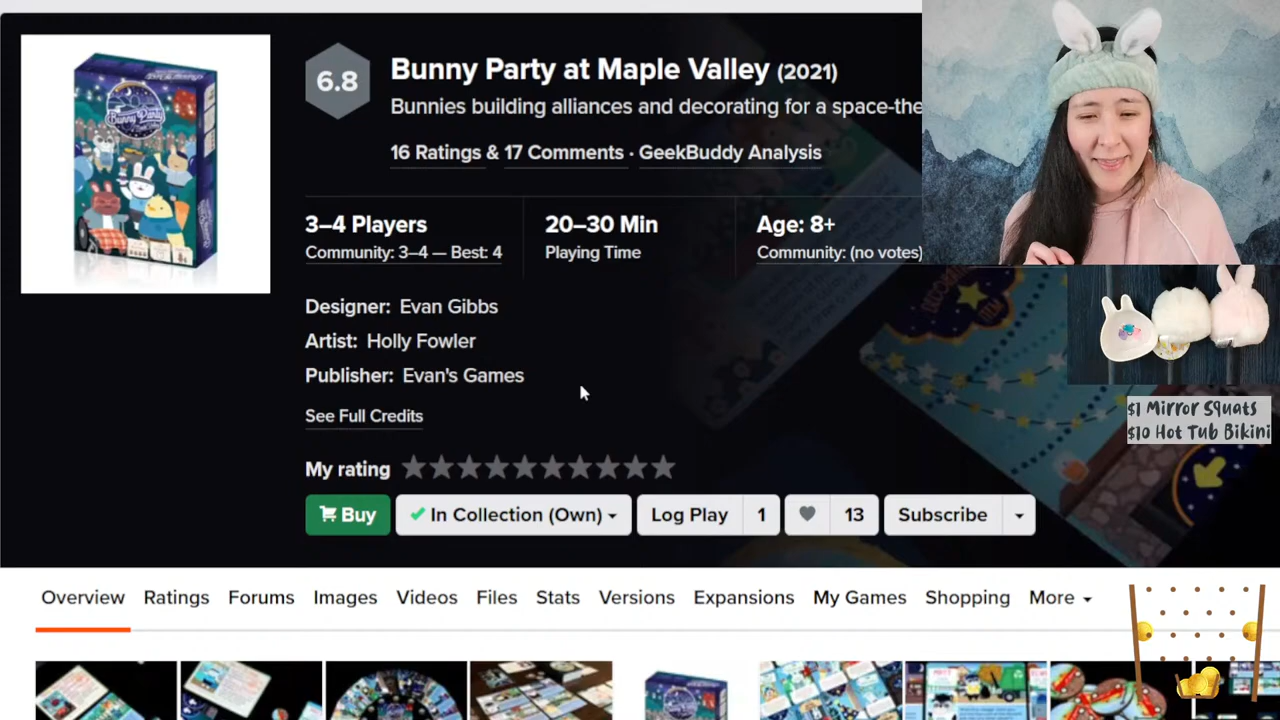 6.8
Bunny Party at Maple Valley (2021)
Bunnies building alliances and decorating for a space-the
16 Ratings & 17 Comments · GeekBuddy Analysis
3–4 Players
20–30 Min
Age: 8+
Community: 3–4 — Best: 4
Playing Time
Community: (no votes)
Designer: Evan Gibbs
Artist: Holly Fowler
Publisher: Evan's Games
See Full Credits
My rating
Buy
In Collection (Own)
Log Play
1
13
Subscribe
Overview
Ratings
Forums
Images
Videos
Files
Stats
Versions
Expansions
My Games
Shopping
More
Bunny Party
$1 Mirror Squats
$10 Hot Tub Bikini